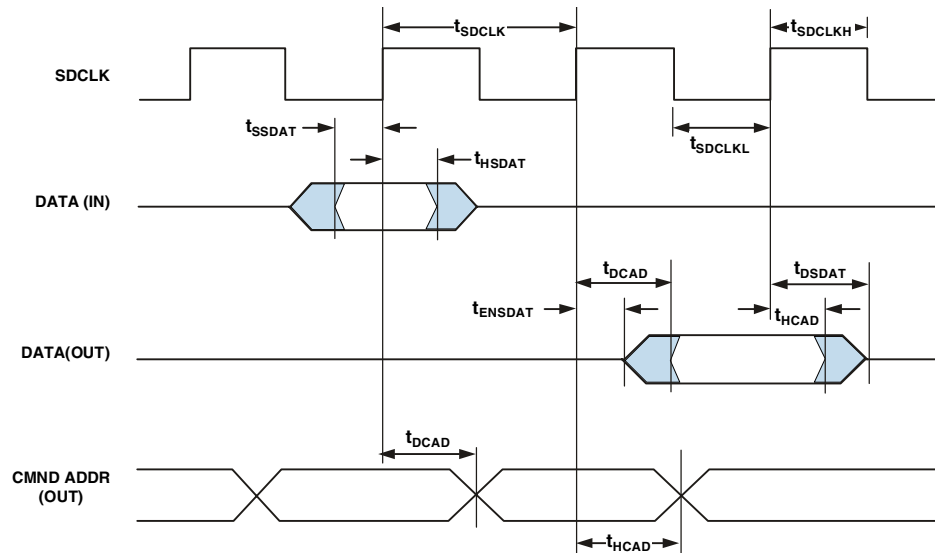 tSDCLK
tSDCLKH
SDCLK
tSSDAT
tHSDAT
tSDCLKL
DATA (IN)
tDCAD
tDSDAT
tENSDAT
tHCAD
DATA(OUT)
tDCAD
CMND ADDR
(OUT)
tHCAD